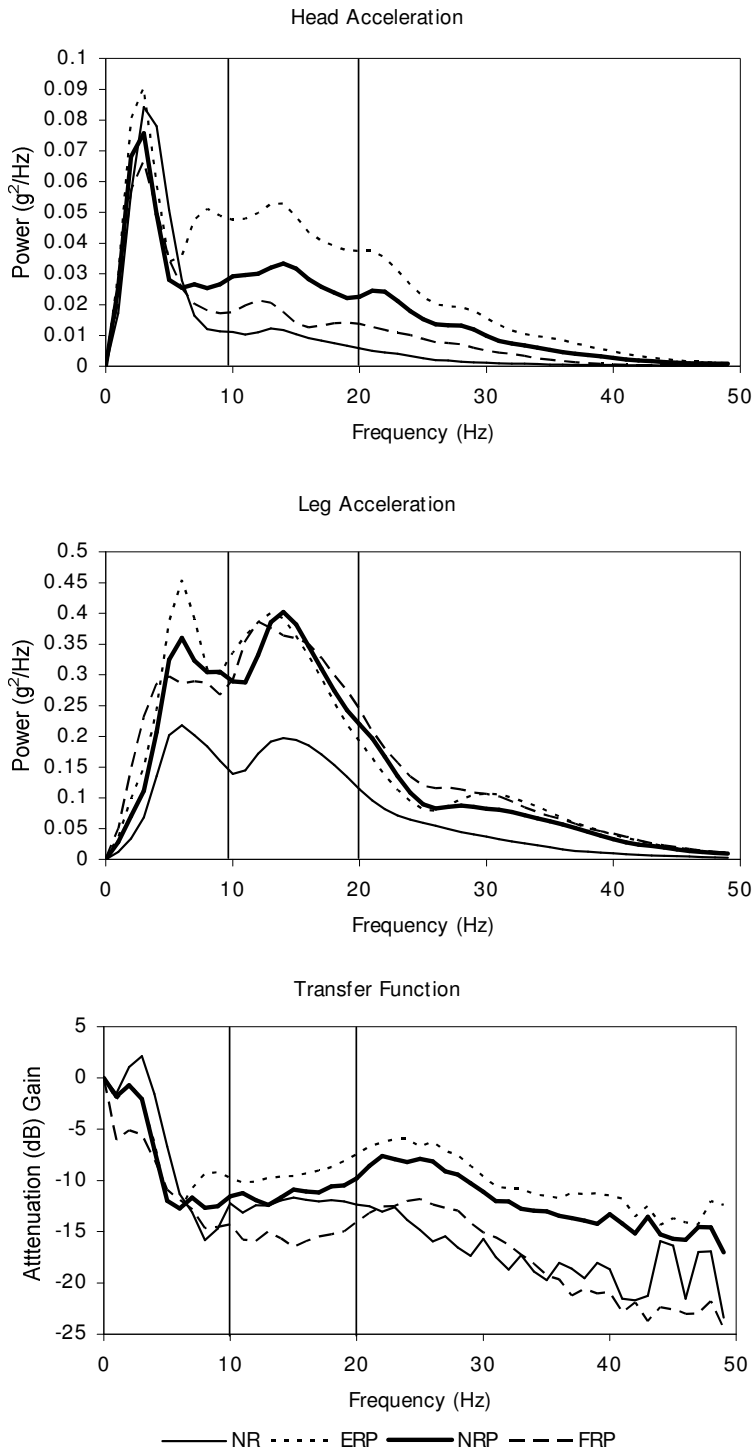 Head Acceleration
0.1
0.09
0.08
0.07
0.06
0.05
0.04
0.03
0.02
0.01
0
Power (g²/Hz)
0 10 20 30 40 50
Frequency (Hz)
Leg Acceleration
0.5
0.45
0.4
0.35
0.3
0.25
0.2
0.15
0.1
0.05
0
Power (g²/Hz)
0 10 20 30 40 50
Frequency (Hz)
Transfer Function
5
0
-5
-10
-15
-20
-25
Atttenuation (dB) Gain
0 10 20 30 40 50
Frequency (Hz)
NR ERP NRP FRP